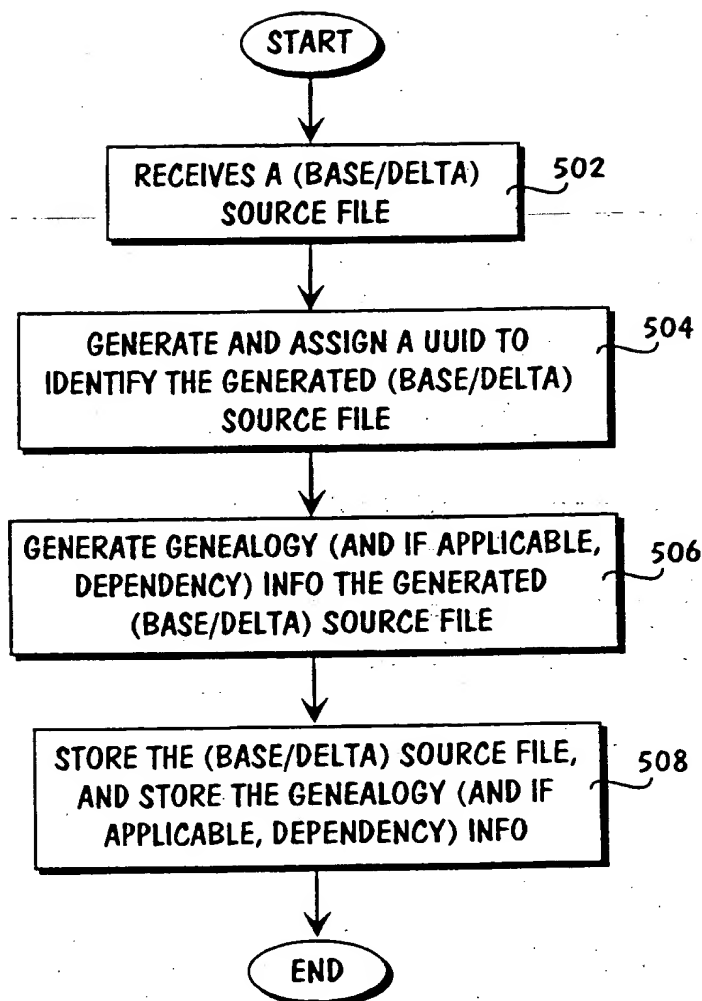 START
RECEIVES A (BASE/DELTA)
SOURCE FILE
502
GENERATE AND ASSIGN A UUID TO
IDENTIFY THE GENERATED (BASE/DELTA)
SOURCE FILE
504
GENERATE GENEALOGY (AND IF APPLICABLE,
DEPENDENCY) INFO THE GENERATED
(BASE/DELTA) SOURCE FILE
506
STORE THE (BASE/DELTA) SOURCE FILE,
AND STORE THE GENEALOGY (AND IF
APPLICABLE, DEPENDENCY) INFO
508
END